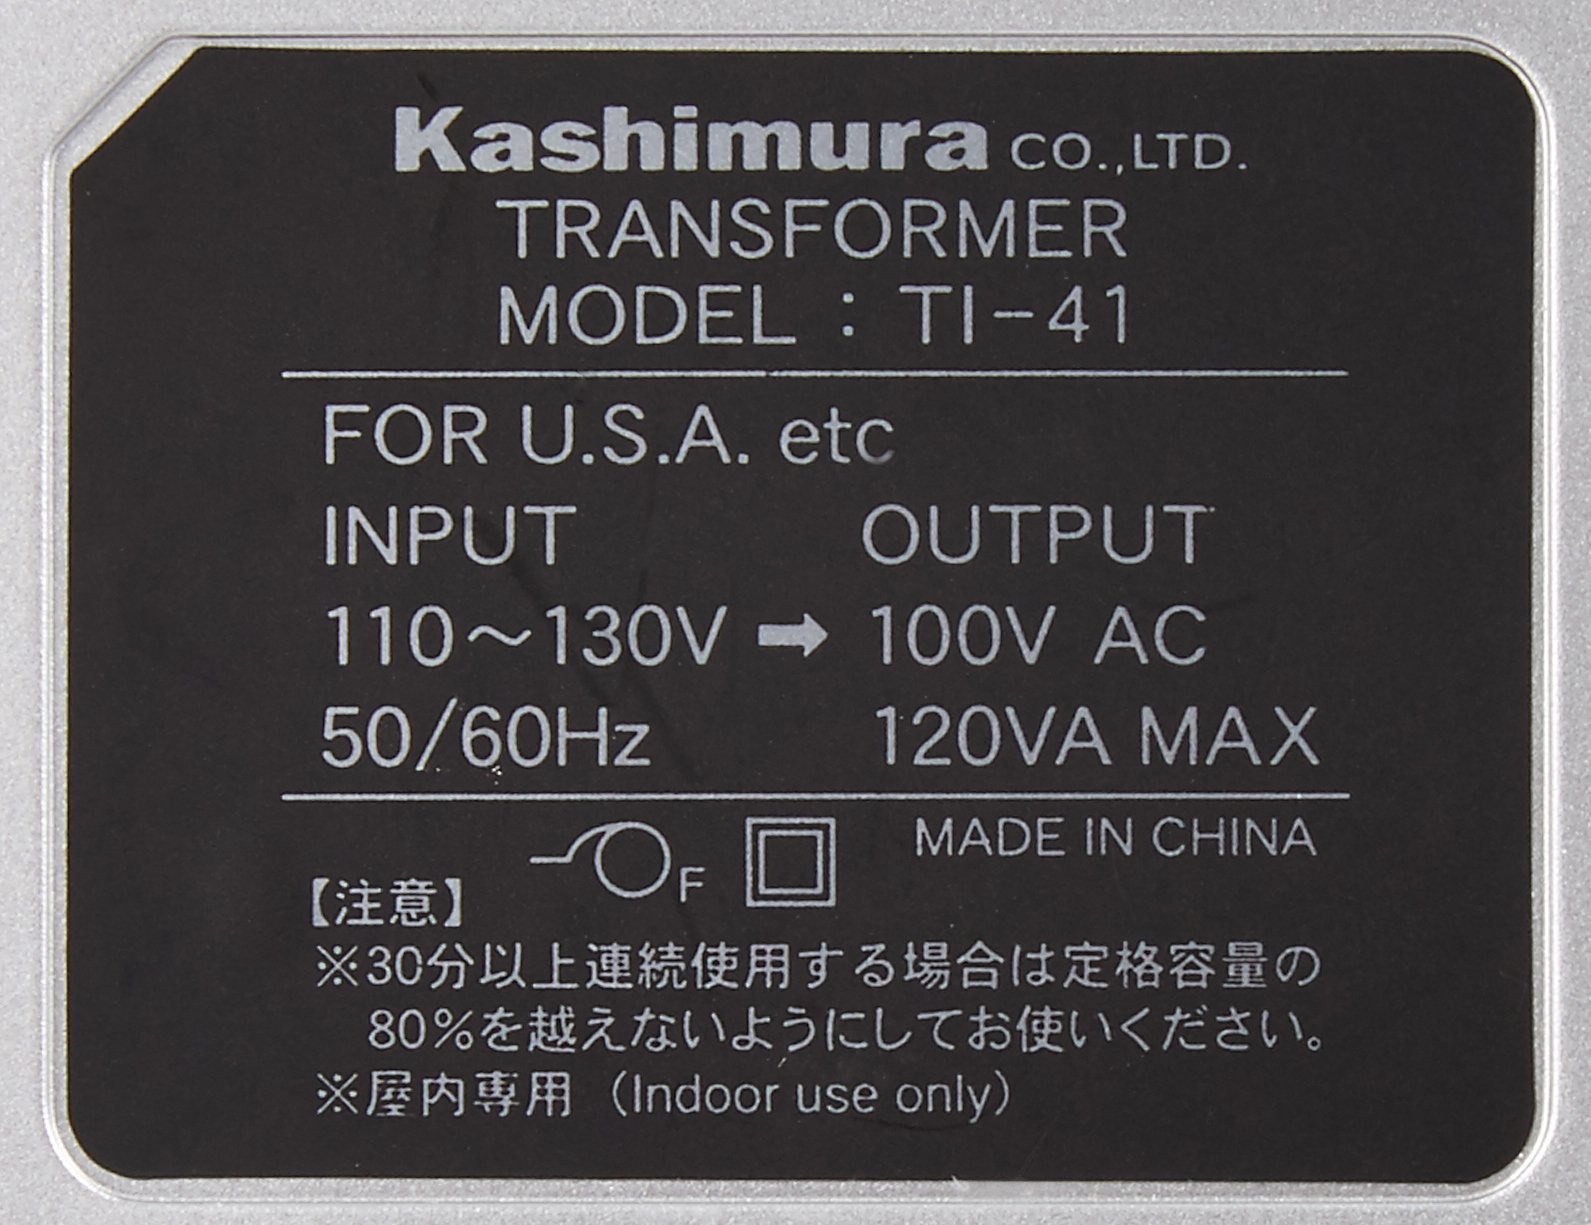 Kashimura CO.,LTD.
TRANSFORMER
MODEL : TI-41
FOR U.S.A. etc
INPUT OUTPUT
110~130V ➡ 100V AC
50/60Hz 120VA MAX
F MADE IN CHINA
【注意】
※30分以上連続使用する場合は定格容量の
80%を越えないようにしてお使いください。
※屋内専用 (Indoor use only)